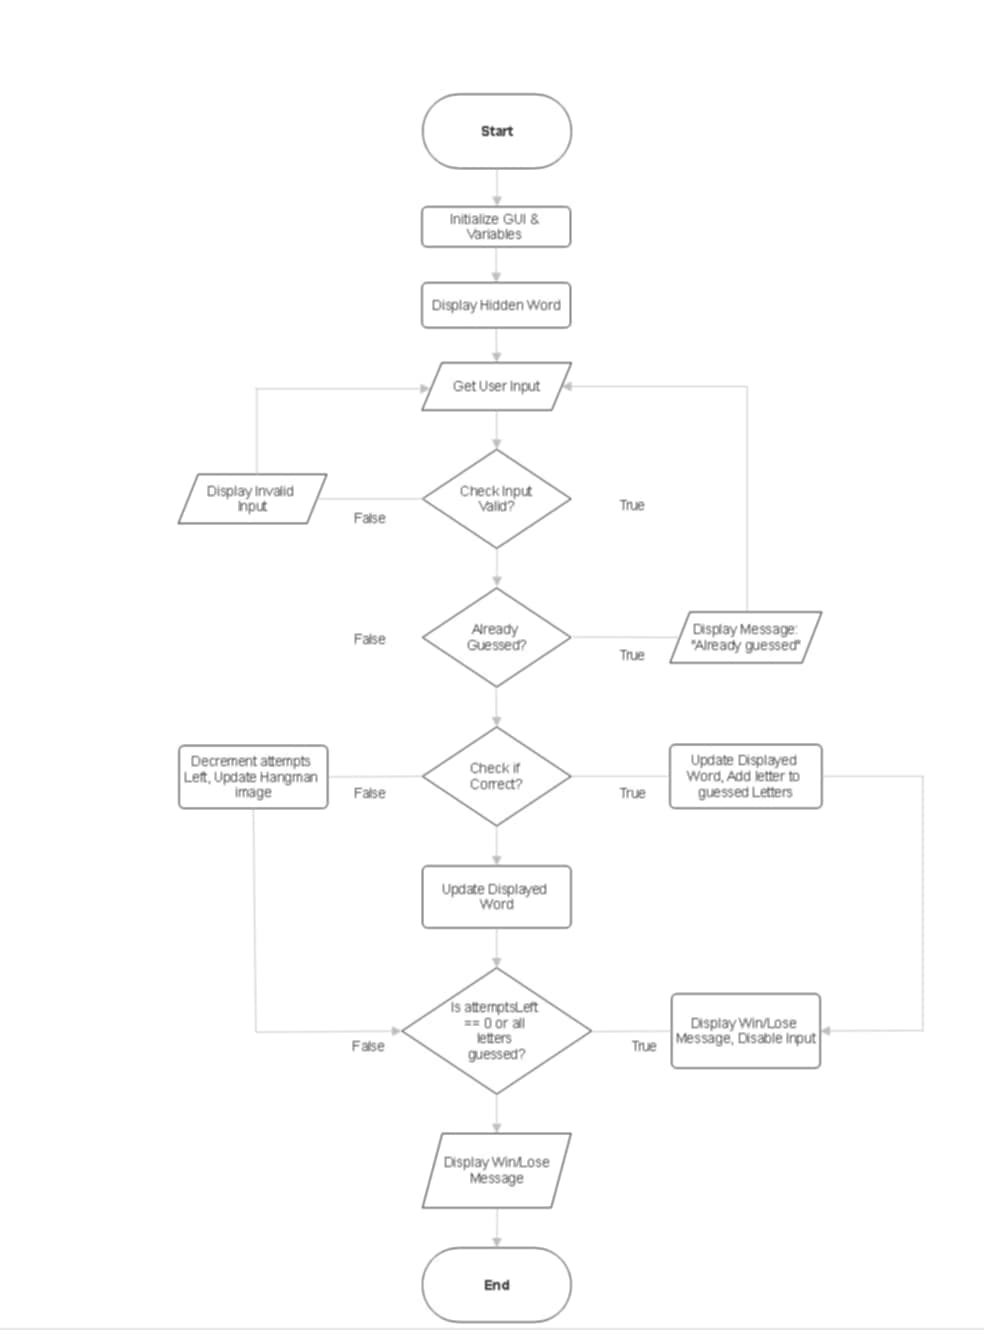 Start
Initialize GUI &
Variables
Display Hidden Word
Get User Input
Display Invalid
Input
Check Input
Valid?
True
False
Already
Guessed?
False
True
Display Message:
"Already guessed"
Decrement attempts
Left, Update Hangman
image
False
Check if
Correct?
True
Update Displayed
Word, Add letter to
guessed Letters
Update Displayed
Word
Is attemptsLeft
== 0 or all
letters
guessed?
False
True
Display Win/Lose
Message, Disable Input
Display Win/Lose
Message
End